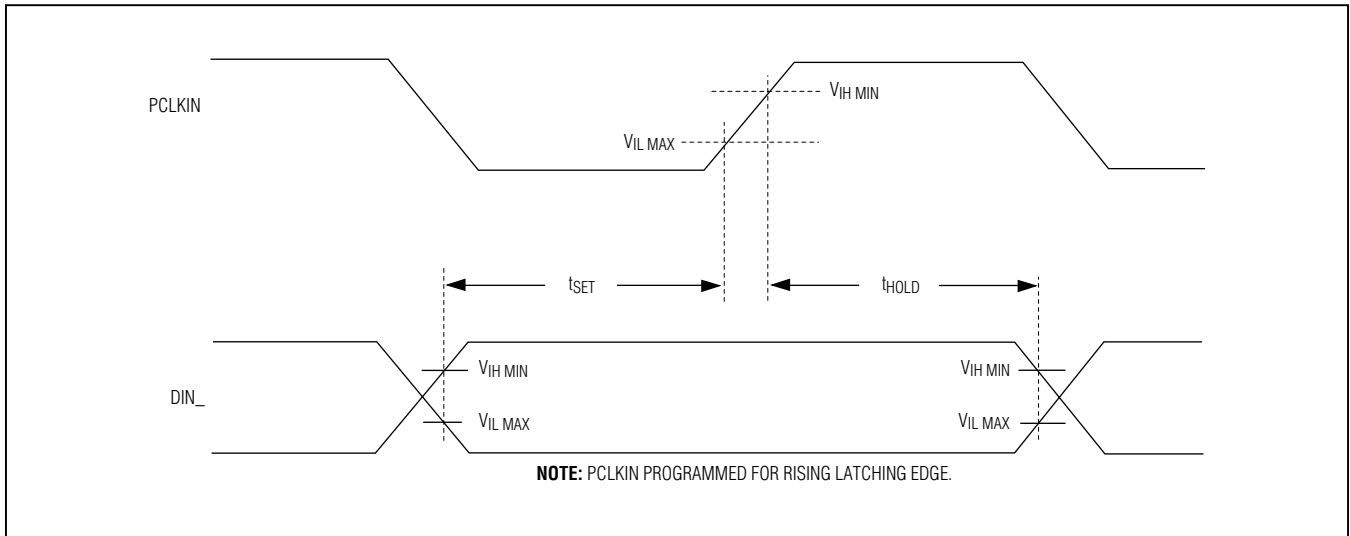 PCLKIN
VIH MIN
VIL MAX
tSET
tHOLD
DIN_
VIH MIN
VIH MIN
VIL MAX
VIL MAX
NOTE: PCLKIN PROGRAMMED FOR RISING LATCHING EDGE.